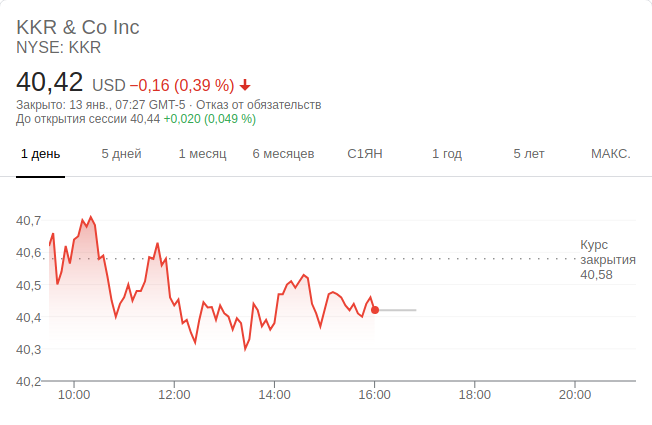 KKR & Co Inc
NYSE: KKR
40,42 USD −0,16 (0,39 %)
Закрыто: 13 янв., 07:27 GMT-5 · Отказ от обязательств
До открытия сессии 40,44 +0,020 (0,049 %)
1 день 5 дней 1 месяц 6 месяцев С1ЯН 1 год 5 лет МАКС.
40,7
40,6
40,5
40,4
40,3
40,2
Курс
закрытия
40,58
10:00 12:00 14:00 16:00 18:00 20:00